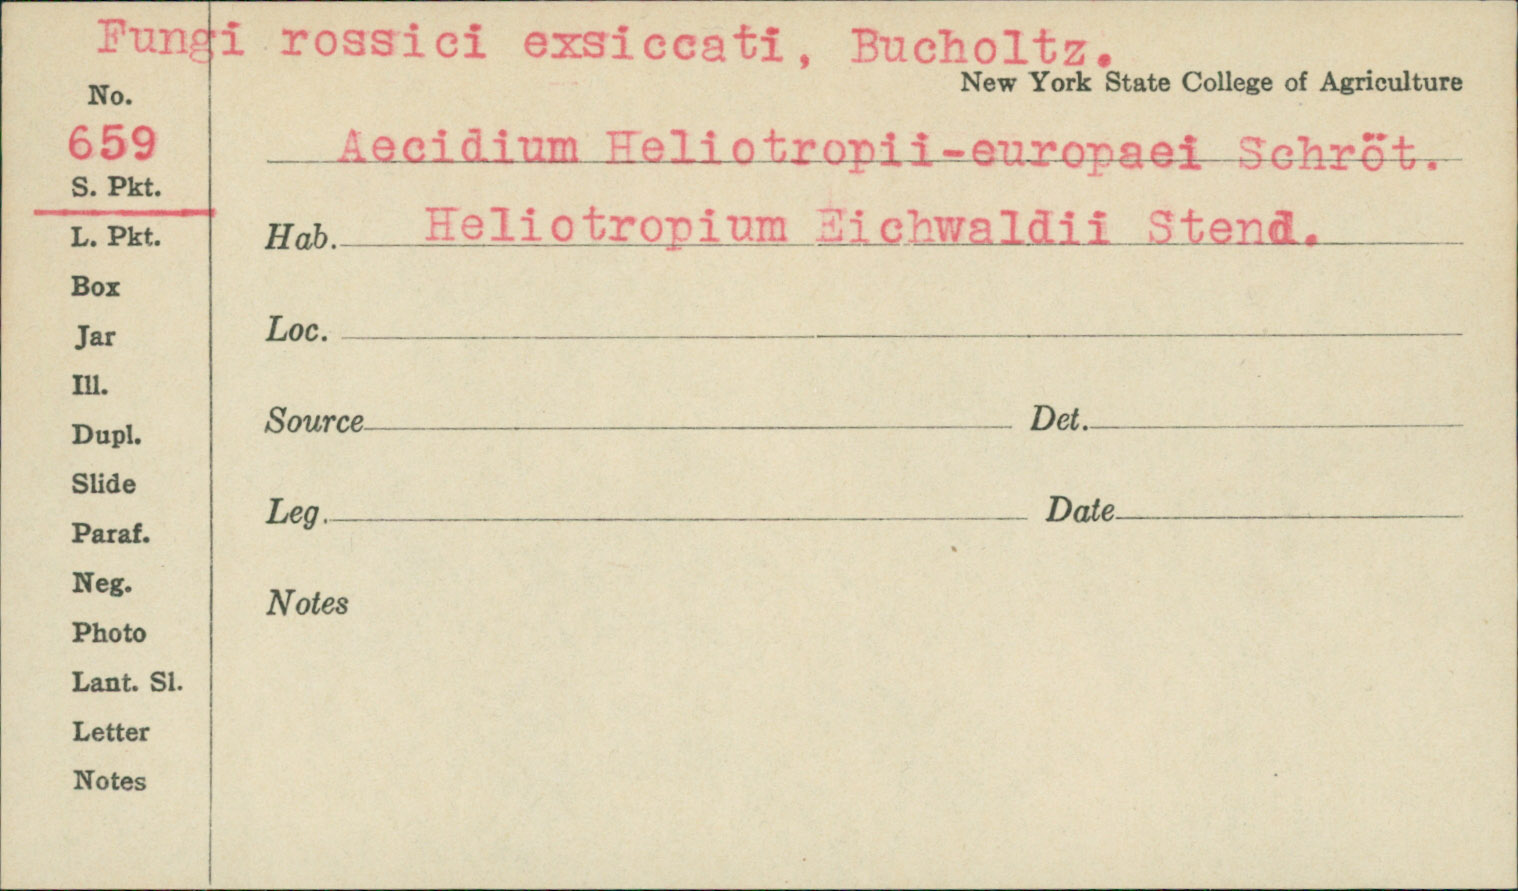 Fungi rossici exsiccati, Bucholtz.
New York State College of Agriculture
No.
659
S. Pkt.
L. Pkt.
Box
Jar
Ill.
Dupl.
Slide
Paraf.
Neg.
Photo
Lant. Sl.
Letter
Notes
Aecidium Heliotropii-europaei Schröt.
Hab. Heliotropium Eichwaldii Stend.
Loc.
Source Det.
Leg. Date
Notes